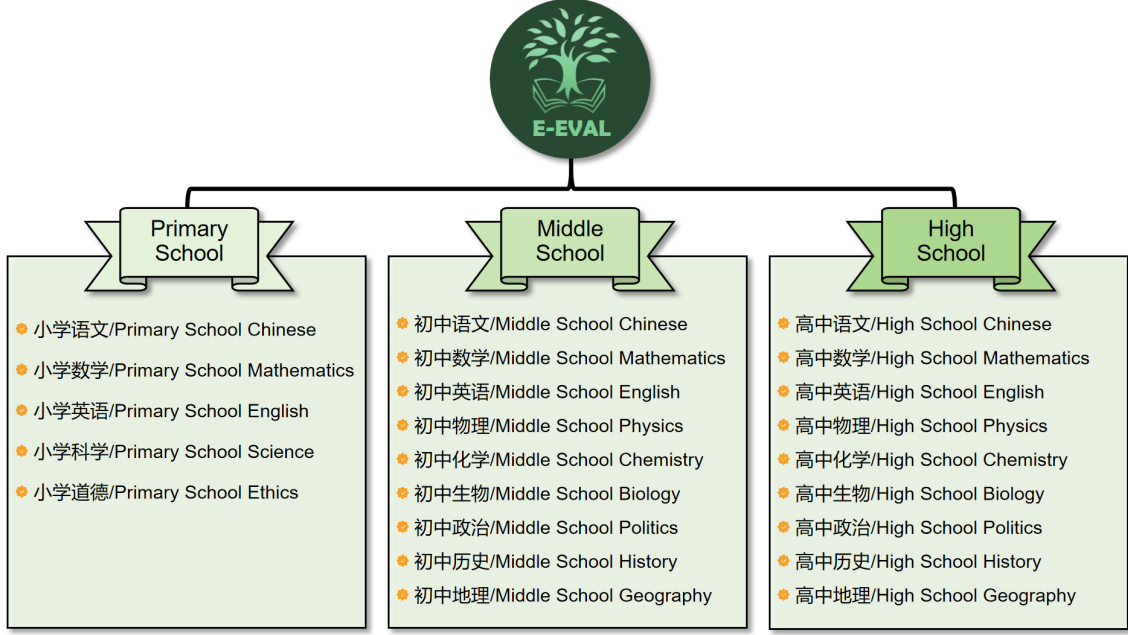 E-EVAL
Primary
School
小学语文/Primary School Chinese
小学数学/Primary School Mathematics
小学英语/Primary School English
小学科学/Primary School Science
小学道德/Primary School Ethics
Middle
School
初中语文/Middle School Chinese
初中数学/Middle School Mathematics
初中英语/Middle School English
初中物理/Middle School Physics
初中化学/Middle School Chemistry
初中生物/Middle School Biology
初中政治/Middle School Politics
初中历史/Middle School History
初中地理/Middle School Geography
High
School
高中语文/High School Chinese
高中数学/High School Mathematics
高中英语/High School English
高中物理/High School Physics
高中化学/High School Chemistry
高中生物/High School Biology
高中政治/High School Politics
高中历史/High School History
高中地理/High School Geography